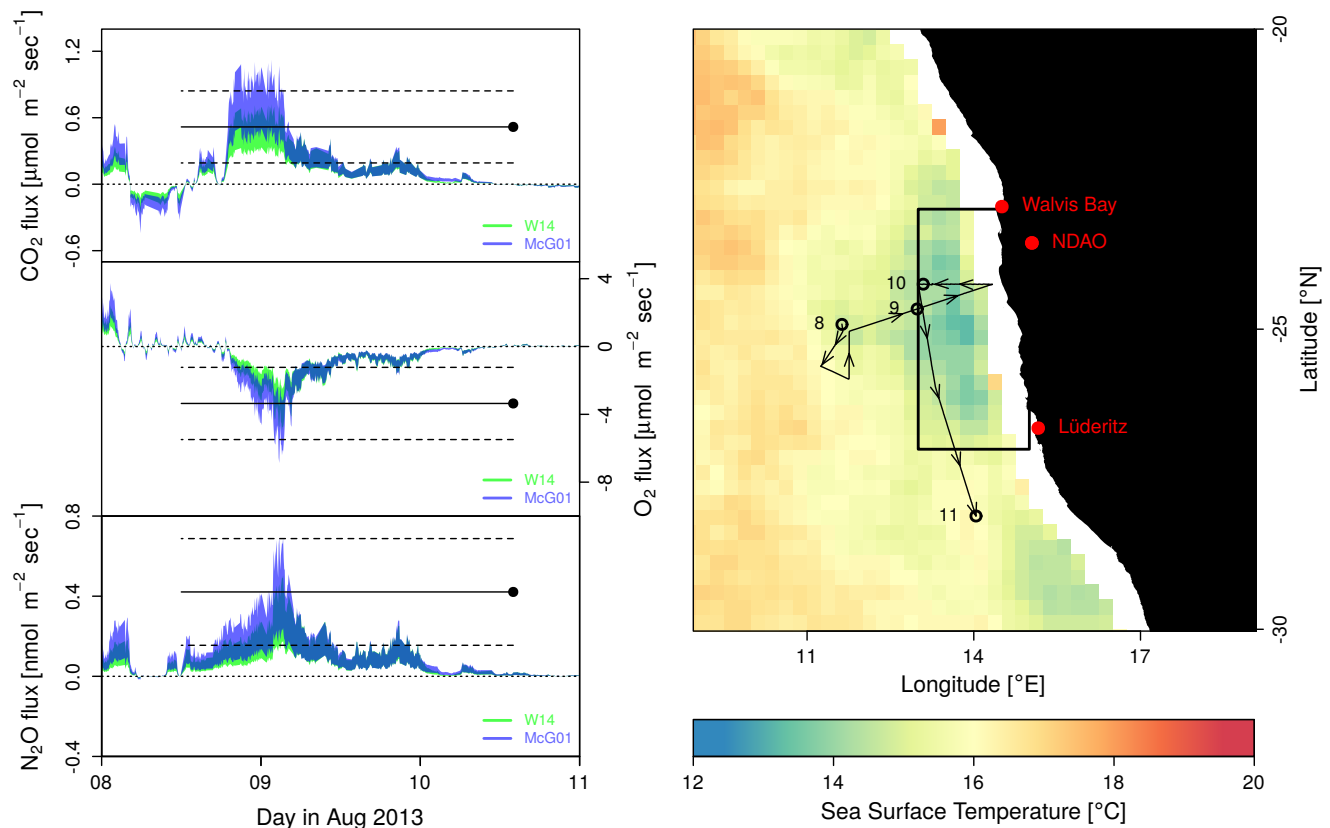 CO₂ flux [μmol m⁻² sec⁻¹]
1.2
0.6
0.0
-0.6
W14
McG01
O₂ flux [μmol m⁻² sec⁻¹]
4
0
-4
-8
W14
McG01
N₂O flux [nmol m⁻² sec⁻¹]
0.8
0.4
0.0
-0.4
W14
McG01
08 09 10 11
Day in Aug 2013
-20
-25
-30
Latitude [°N]
Walvis Bay
NDAO
10
9
8
Lüderitz
11
11 14 17
Longitude [°E]
12 14 16 18 20
Sea Surface Temperature [°C]